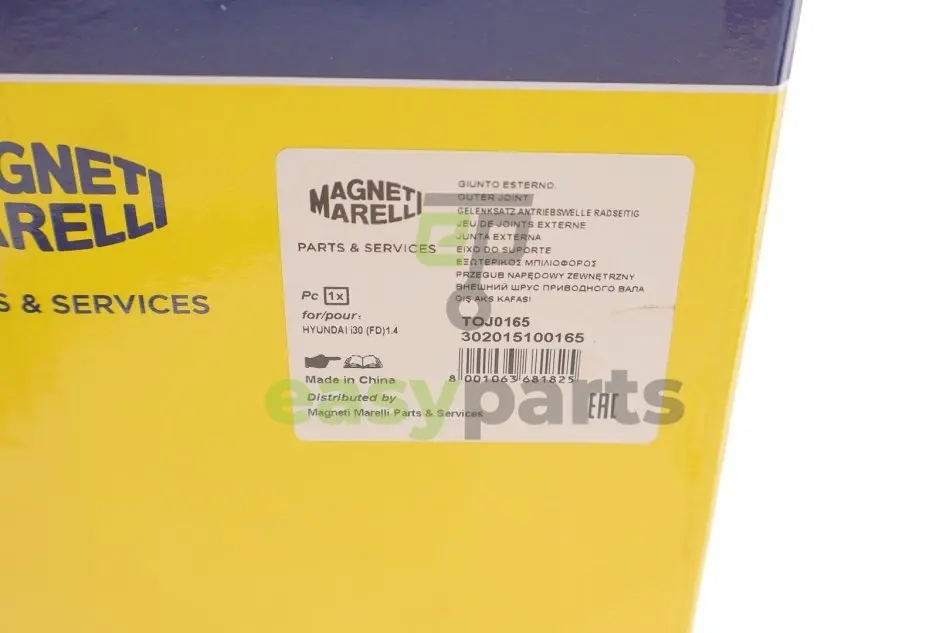 GNETI
ARELLI
S & SERVICES
MAGNETI
MARELLI
PARTS & SERVICES
Pc 1x
for/pour:
HYUNDAI i30 (FD)1.4
Made in China
Distributed by
Magneti Marelli Parts & Services
GIUNTO ESTERNO
OUTER JOINT
GELENKSATZ ANTRIEBSWELLE RADSEITIG
JEU DE JOINTS EXTERNE
JUNTA EXTERNA
EIXO DO SUPORTE
ΕΞΩΤΕΡΙΚΟΣ ΜΠΙΛΙΟΦΟΡΟΣ
PRZEGUB NAPĘDOWY ZEWNĘTRZNY
ВНЕШНИЙ ШРУС ПРИВОДНОГО ВАЛА
DIŞ AKS KAFASI
TOJ0165
302015100165
8 001063 681825
EAC
easyparts